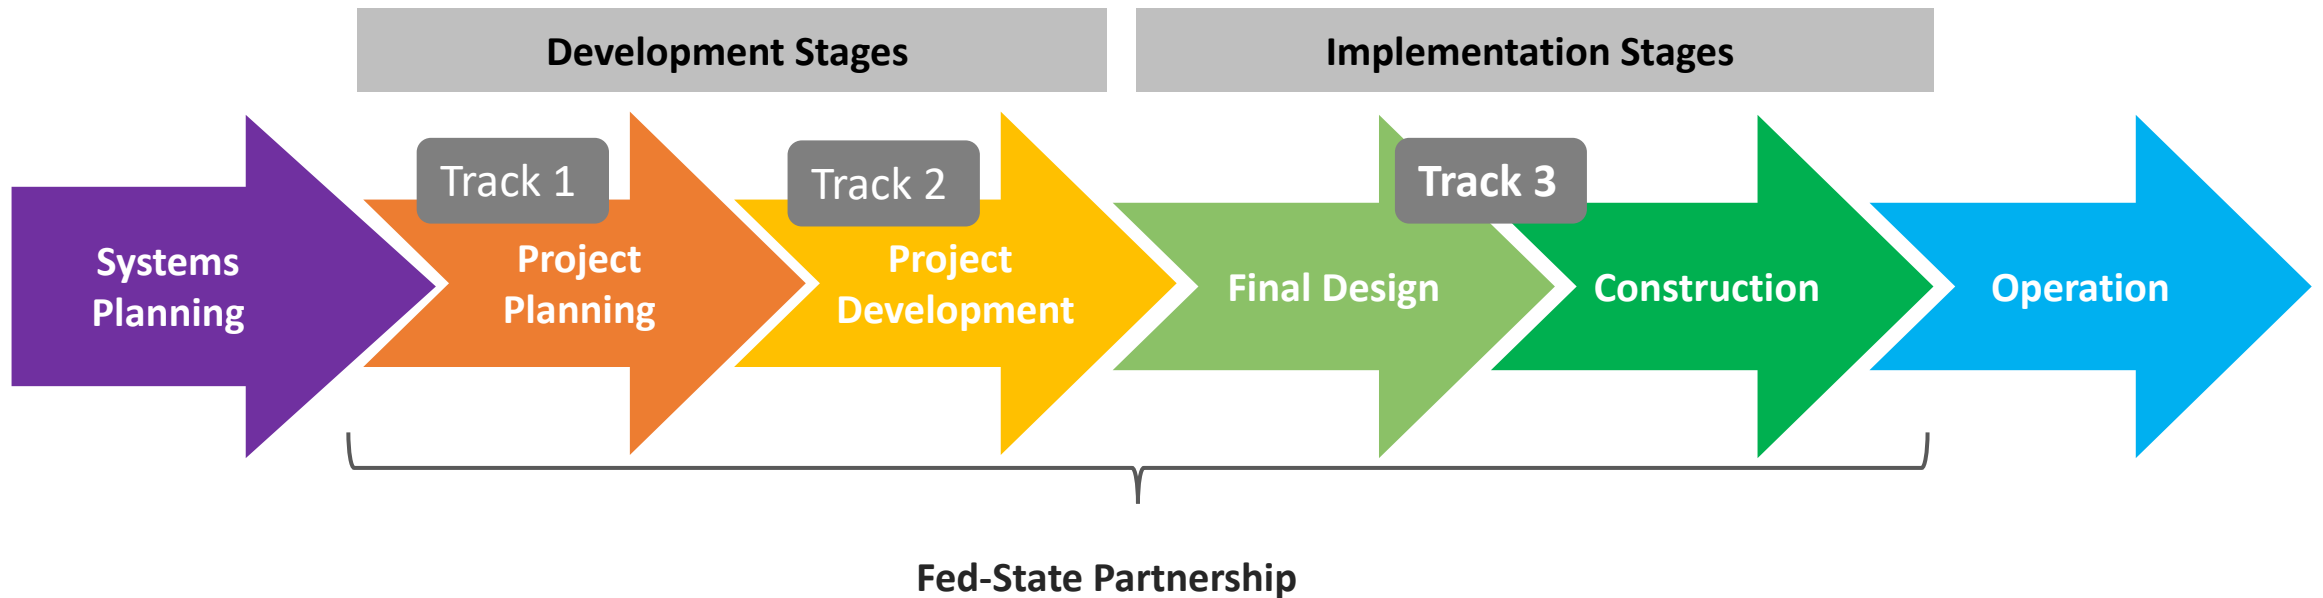 Development Stages
Implementation Stages
Track 1
Track 2
Track 3
Systems
Planning
Project
Planning
Project
Development
Final Design
Construction
Operation
Fed-State Partnership